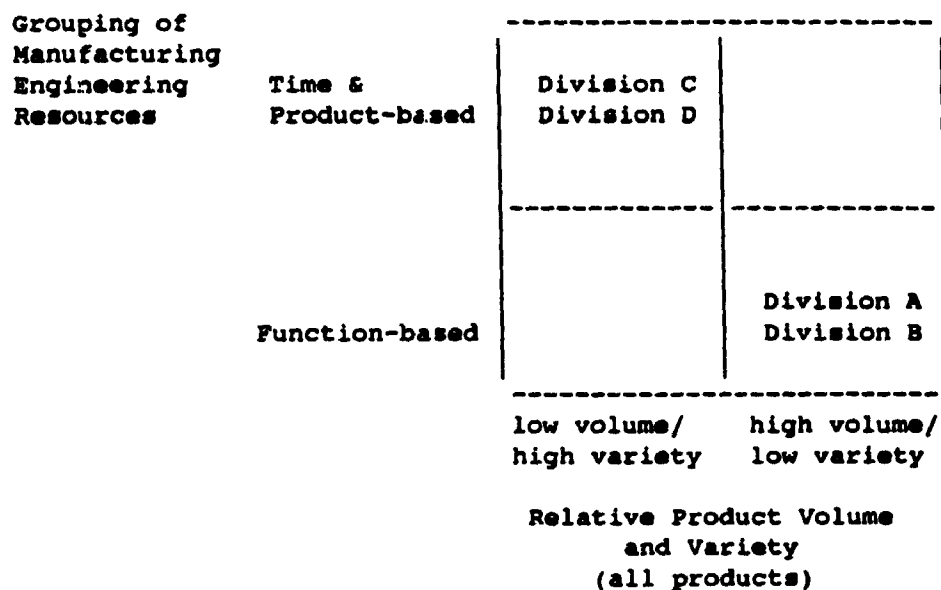 Grouping of
Manufacturing
Engineering
Resources
Time &
Product-based
Division C
Division D
Division A
Division B
Function-based
low volume/
high variety
high volume/
low variety
Relative Product Volume
and Variety
(all products)